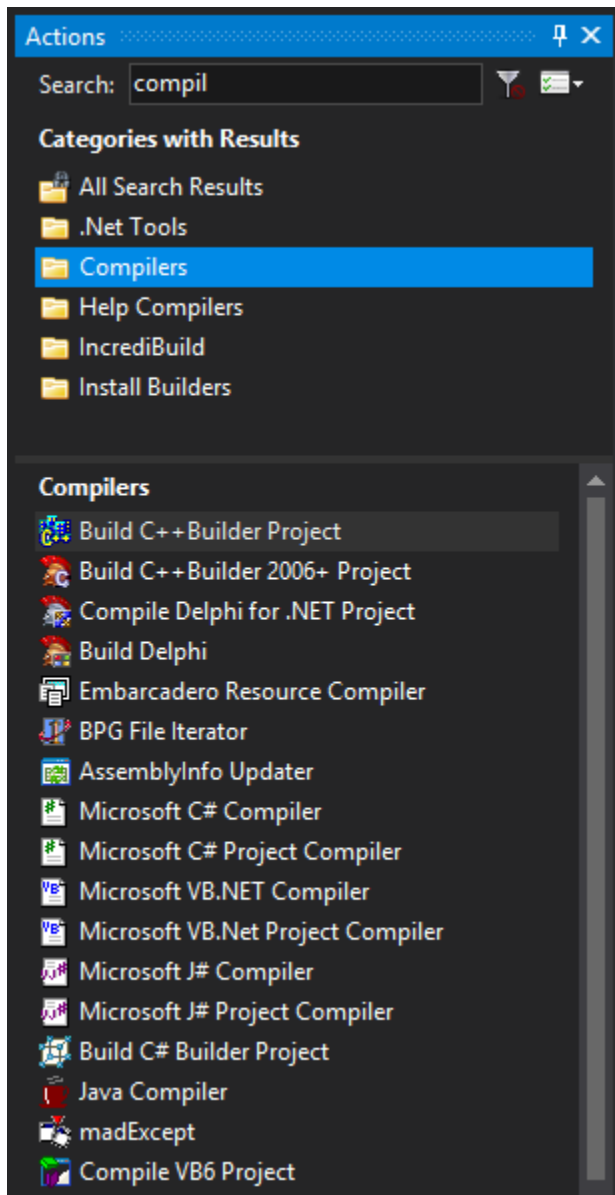 Actions
Search: compil
Categories with Results
All Search Results
.Net Tools
Compilers
Help Compilers
IncrediBuild
Install Builders
Compilers
Build C++Builder Project
Build C++Builder 2006+ Project
Compile Delphi for .NET Project
Build Delphi
Embarcadero Resource Compiler
BPG File Iterator
AssemblyInfo Updater
Microsoft C# Compiler
Microsoft C# Project Compiler
Microsoft VB.NET Compiler
Microsoft VB.Net Project Compiler
Microsoft J# Compiler
Microsoft J# Project Compiler
Build C# Builder Project
Java Compiler
madExcept
Compile VB6 Project